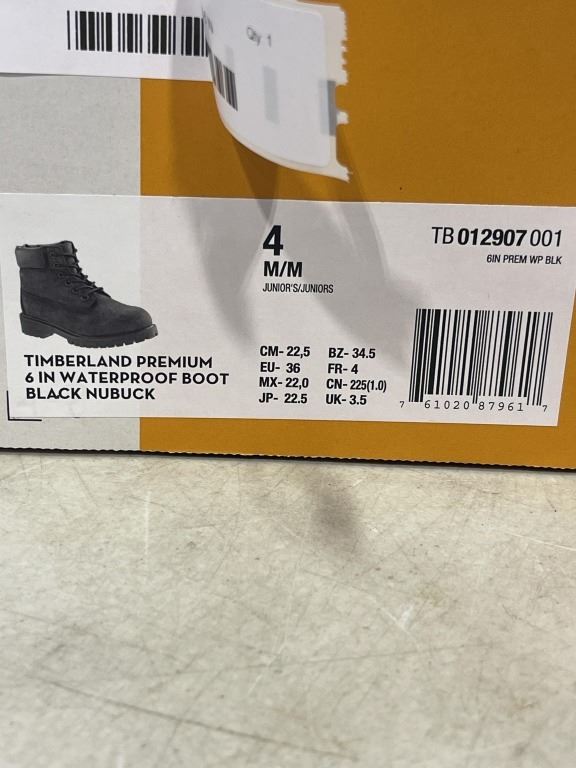 Qty 1
4
M/M
JUNIOR'S/JUNIORS
TB 012907 001
6IN PREM WP BLK
TIMBERLAND PREMIUM
6 IN WATERPROOF BOOT
BLACK NUBUCK
CM- 22,5 BZ- 34.5
EU- 36 FR- 4
MX- 22,0 CN- 225(1.0)
JP- 22.5 UK- 3.5
7 61020 87961 7